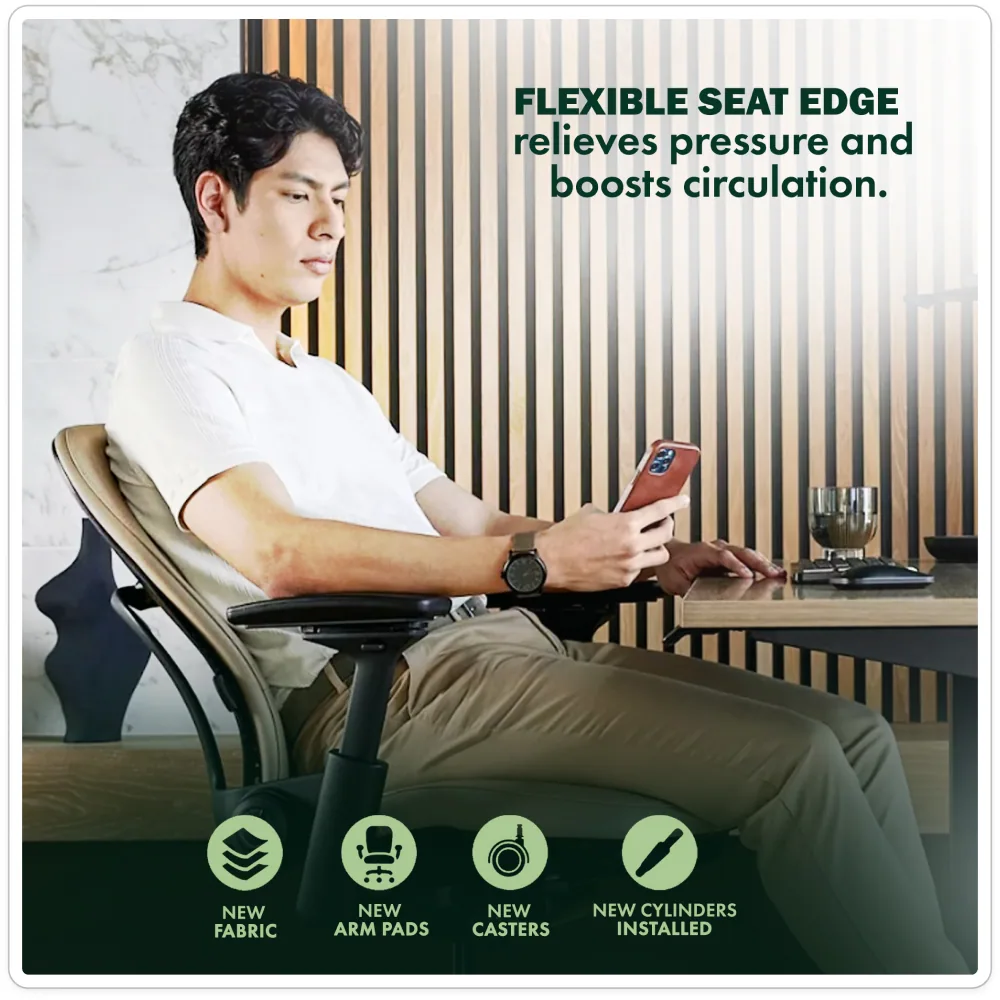 FLEXIBLE SEAT EDGE
relieves pressure and
boosts circulation.
NEW
FABRIC
NEW
ARM PADS
NEW
CASTERS
NEW CYLINDERS
INSTALLED